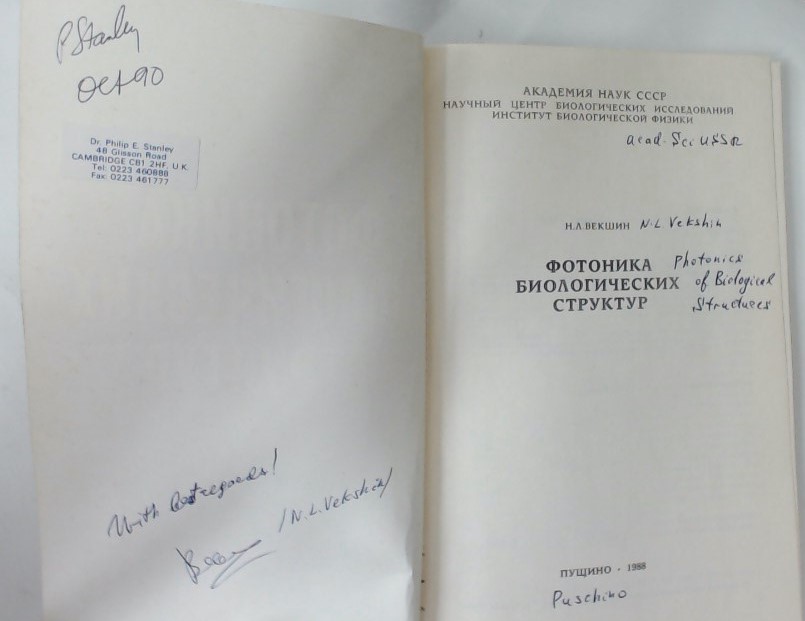 P Stanley
Oct 90
Dr. Philip E. Stanley
48 Glisson Road
CAMBRIDGE CB1 2HF, U.K.
Tel: 0223 460888
Fax: 0223 461777
With best regards!
/N.L. Vekshin/
АКАДЕМИЯ НАУК СССР
НАУЧНЫЙ ЦЕНТР БИОЛОГИЧЕСКИХ ИССЛЕДОВАНИЙ
ИНСТИТУТ БИОЛОГИЧЕСКОЙ ФИЗИКИ
Acad. Sci USSR
Н.Л.ВЕКШИН N.L Vekshin
ФОТОНИКА Photonics
БИОЛОГИЧЕСКИХ of Biological
СТРУКТУР Structures
ПУЩИНО · 1988
Puschino